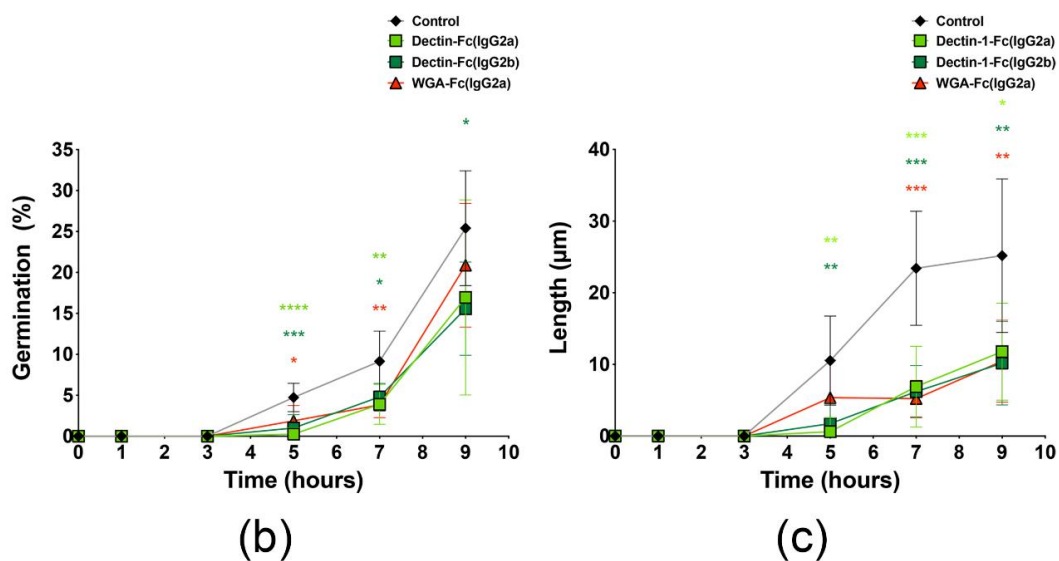 Control
Dectin-Fc(IgG2a)
Dectin-Fc(IgG2b)
WGA-Fc(IgG2a)
*
35
30
25
20
15
10
5
0
Germination (%)
**
*
**
****
***
*
0 1 2 3 4 5 6 7 8 9 10
Time (hours)
(b)
Control
Dectin-1-Fc(IgG2a)
Dectin-1-Fc(IgG2b)
WGA-Fc(IgG2a)
*
**
**
***
***
***
**
**
40
30
20
10
0
Length (µm)
0 1 2 3 4 5 6 7 8 9 10
Time (hours)
(c)